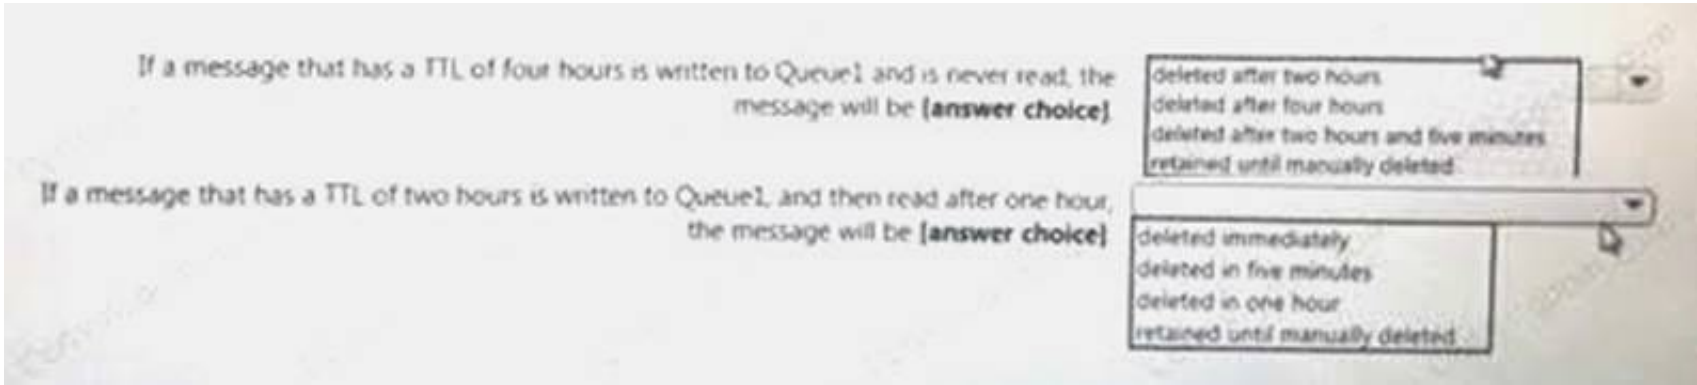 If a message that has a TTL of four hours is written to Queue1 and is never read, the
message will be [answer choice].
deleted after two hours
deleted after four hours
deleted after two hours and five minutes
retained until manually deleted
If a message that has a TTL of two hours is written to Queue1, and then read after one hour,
the message will be [answer choice]
deleted immediately
deleted in five minutes
deleted in one hour
retained until manually deleted